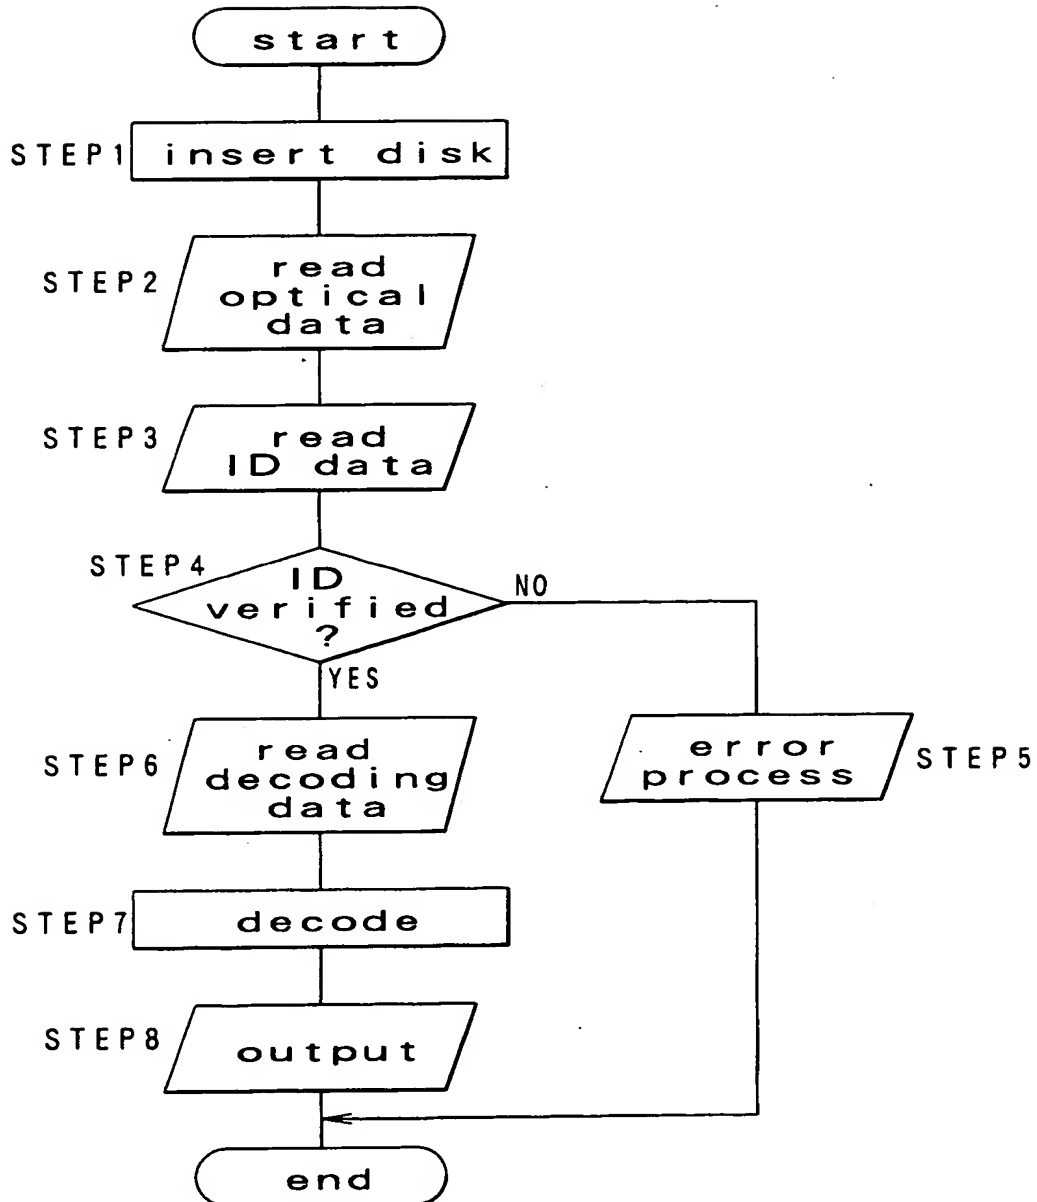 start
STEP1
insert disk
STEP2
read
optical
data
STEP3
read
ID data
STEP4
ID
verified
?
NO
YES
STEP6
read
decoding
data
error
process
STEP5
STEP7
decode
STEP8
output
end